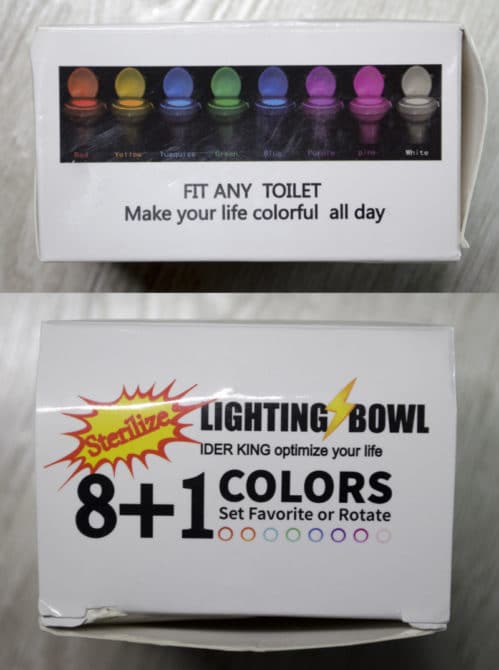 Red Yellow Turquise Green Blue Purple pink White
FIT ANY TOILET
Make your life colorful all day
Sterilize
LIGHTING BOWL
IDER KING optimize your life
8+1 COLORS
Set Favorite or Rotate